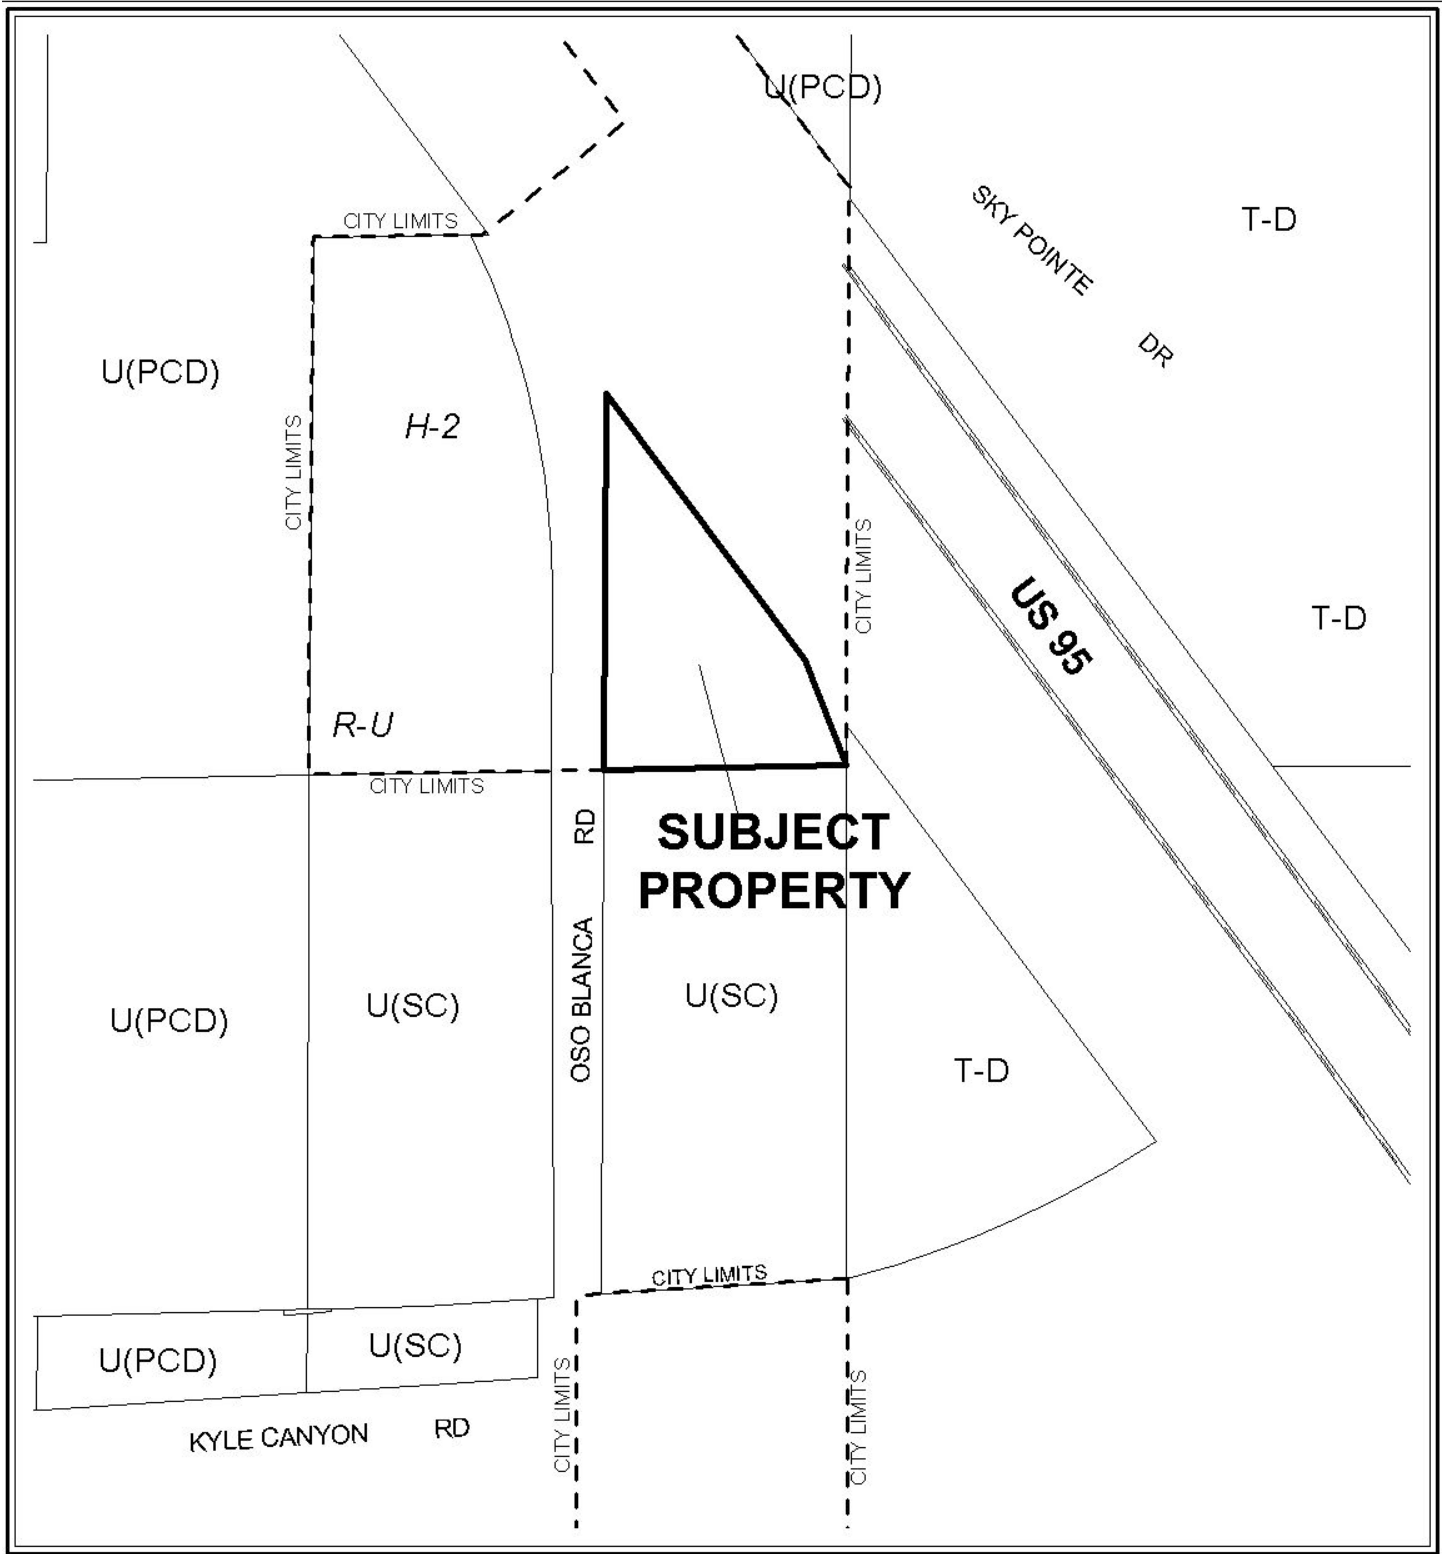 U(PCD)
SKY POINTE
DR
T-D
CITY LIMITS
U(PCD)
H-2
CITY LIMITS
CITY LIMITS
US 95
T-D
R-U
CITY LIMITS
RD
SUBJECT
PROPERTY
OSO BLANCA
U(PCD)
U(SC)
U(SC)
T-D
CITY LIMITS
U(PCD)
U(SC)
CITY LIMITS
CITY LIMITS
KYLE CANYON
RD